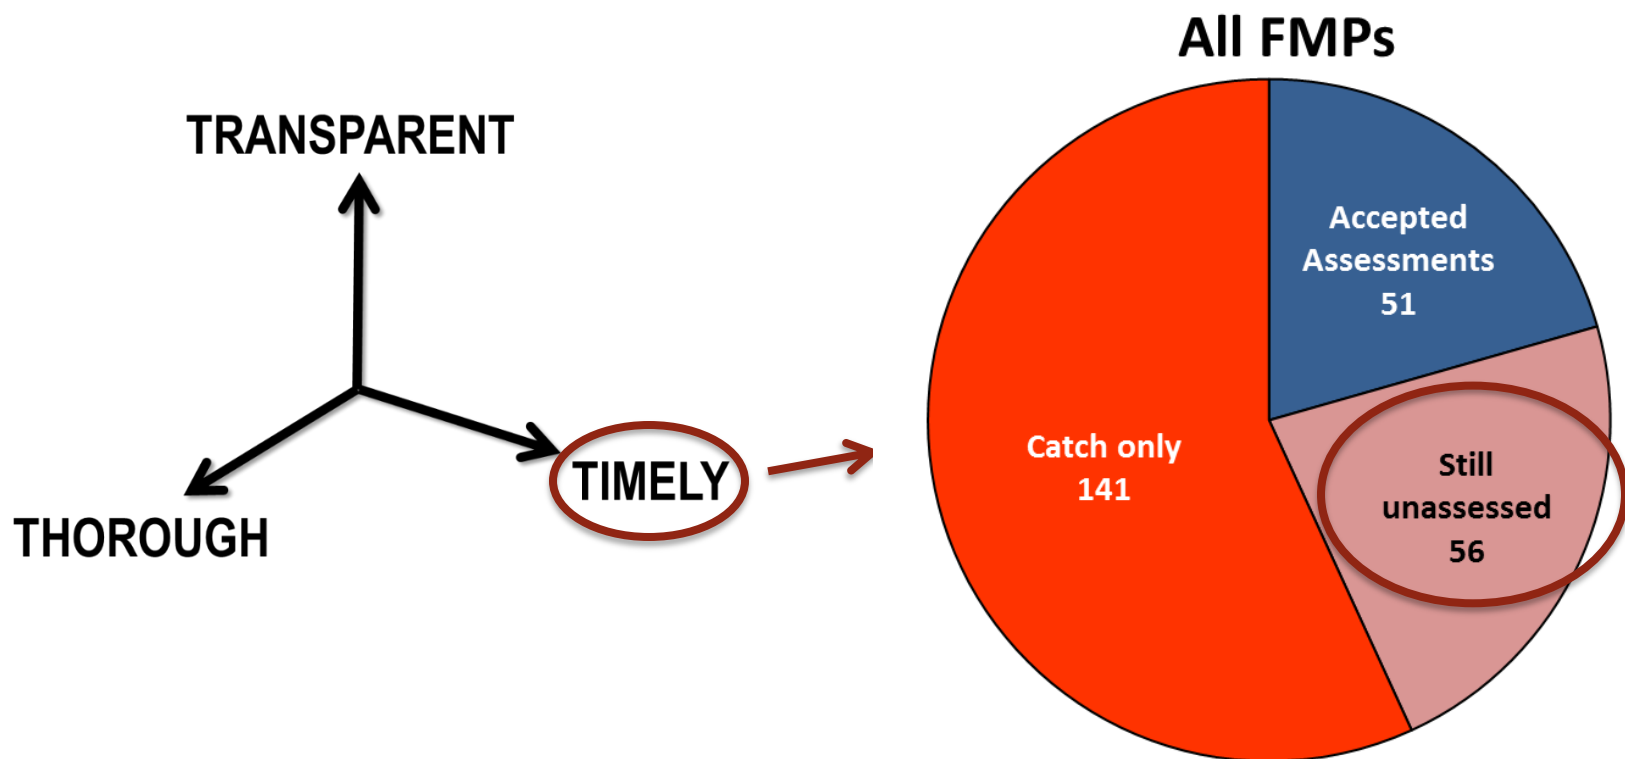 TRANSPARENT
THOROUGH
TIMELY
All FMPs
Accepted
Assessments
51
Catch only
141
Still
unassessed
56